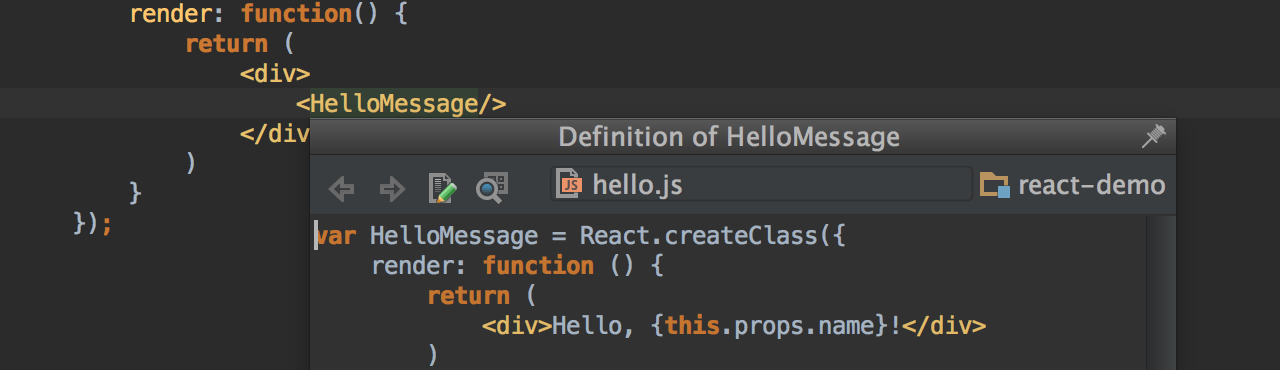 render: function() {
return (
<div>
<HelloMessage/>
</div
)
}
});
Definition of HelloMessage
JS hello.js react-demo
var HelloMessage = React.createClass({
render: function () {
return (
<div>Hello, {this.props.name}!</div>
)